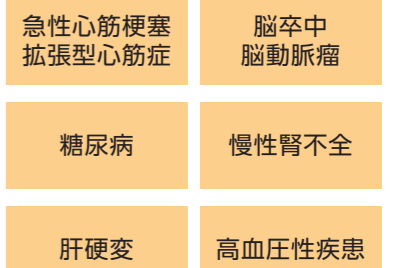 急性心筋梗塞
拡張型心筋症
脳卒中
脳動脈瘤
糖尿病
慢性腎不全
肝硬変
高血圧性疾患